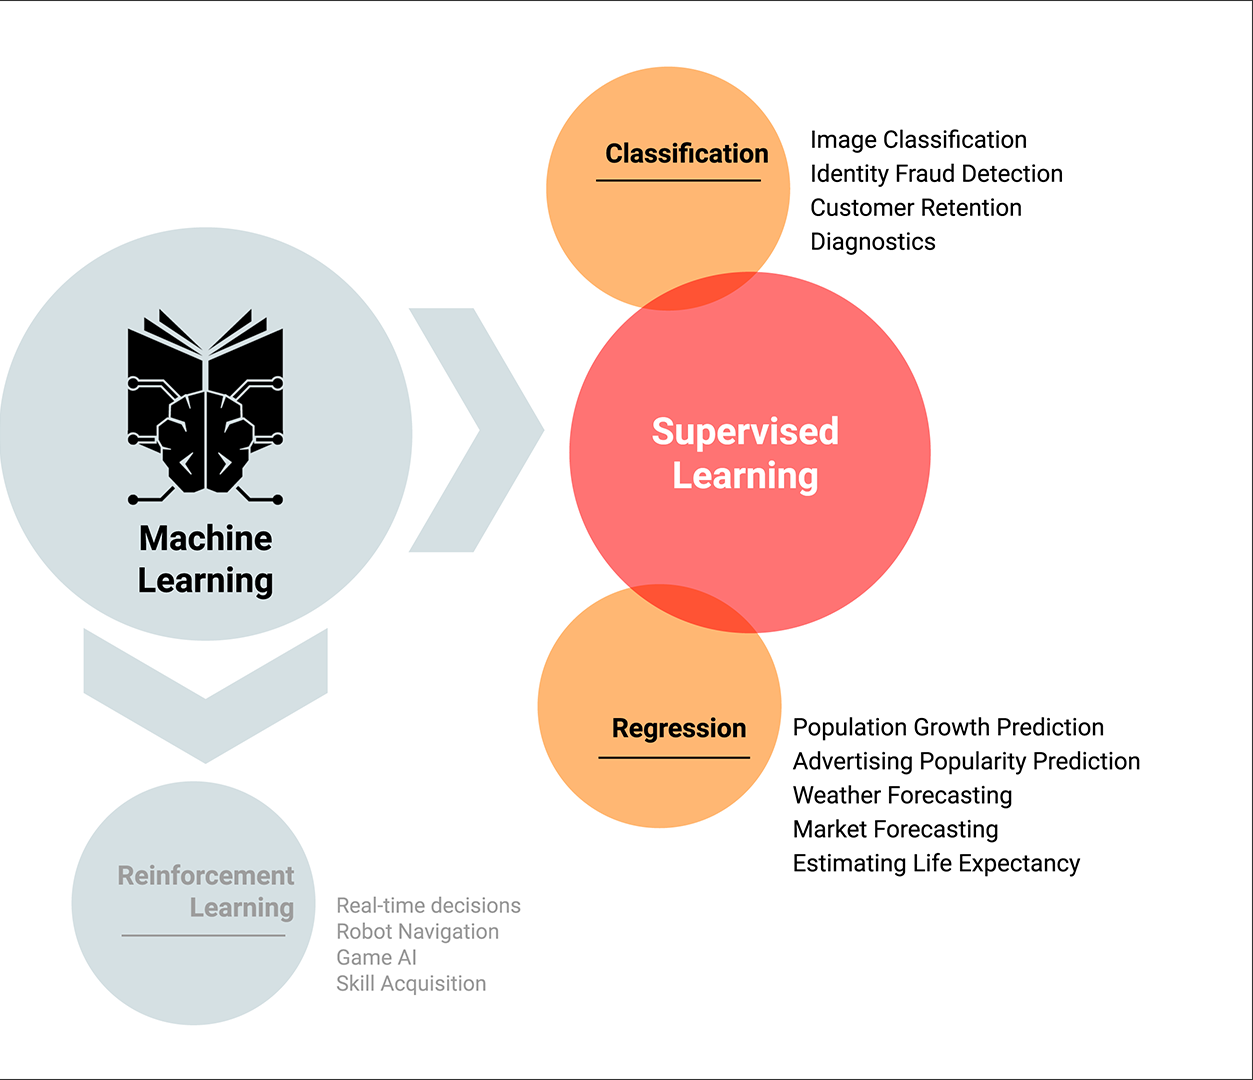 Classification
Image Classification
Identity Fraud Detection
Customer Retention
Diagnostics
Supervised
Learning
Machine
Learning
Regression
Population Growth Prediction
Advertising Popularity Prediction
Weather Forecasting
Market Forecasting
Estimating Life Expectancy
Reinforcement
Learning
Real-time decisions
Robot Navigation
Game AI
Skill Acquisition